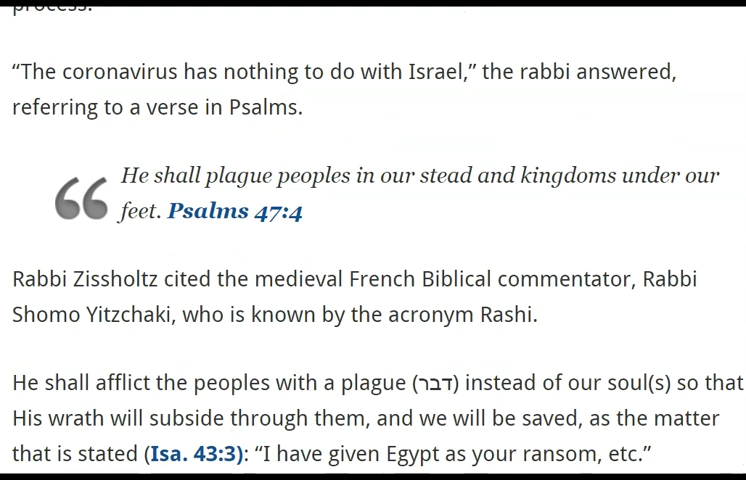 process.
“The coronavirus has nothing to do with Israel,” the rabbi answered,
referring to a verse in Psalms.
He shall plague peoples in our stead and kingdoms under our
feet. Psalms 47:4
Rabbi Zissholtz cited the medieval French Biblical commentator, Rabbi
Shomo Yitzchaki, who is known by the acronym Rashi.
He shall afflict the peoples with a plague (דבר) instead of our soul(s) so that
His wrath will subside through them, and we will be saved, as the matter
that is stated (Isa. 43:3): “I have given Egypt as your ransom, etc.”